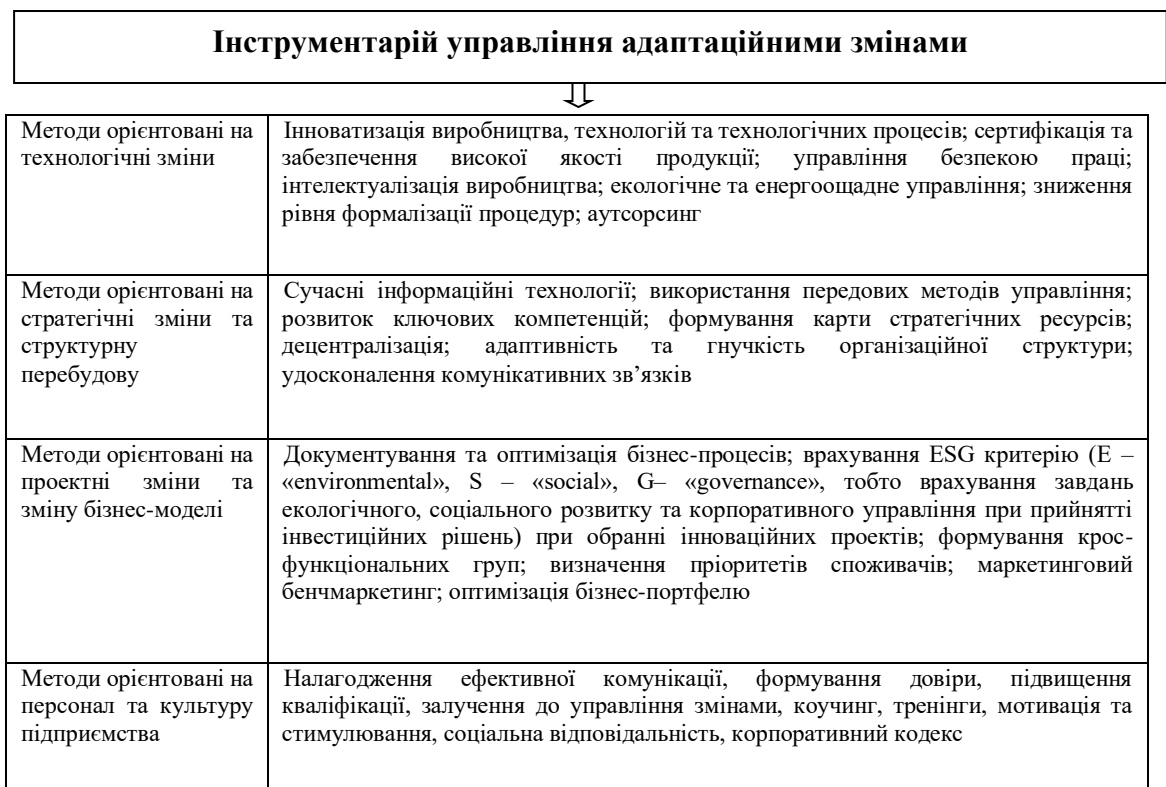 Інструментарій управління адаптаційними змінами
Методи орієнтовані на
технологічні зміни
Інноватизація виробництва, технологій та технологічних процесів; сертифікація та
забезпечення високої якості продукції; управління безпекою праці;
інтелектуалізація виробництва; екологічне та енергоощадне управління; зниження
рівня формалізації процедур; аутсорсинг
Методи орієнтовані на
стратегічні зміни та
структурну
перебудову
Сучасні інформаційні технології; використання передових методів управління;
розвиток ключових компетенцій; формування карти стратегічних ресурсів;
децентралізація; адаптивність та гнучкість організаційної структури;
удосконалення комунікативних зв’язків
Методи орієнтовані на
проектні зміни та
зміну бізнес-моделі
Документування та оптимізація бізнес-процесів; врахування ESG критерію (E –
«environmental», S – «social», G– «governance», тобто врахування завдань
екологічного, соціального розвитку та корпоративного управління при прийнятті
інвестиційних рішень) при обранні інноваційних проектів; формування крос-
функціональних груп; визначення пріоритетів споживачів; маркетинговий
бенчмаркетинг; оптимізація бізнес-портфелю
Методи орієнтовані на
персонал та культуру
підприємства
Налагодження ефективної комунікації, формування довіри, підвищення
кваліфікації, залучення до управління змінами, коучинг, тренінги, мотивація та
стимулювання, соціальна відповідальність, корпоративний кодекс